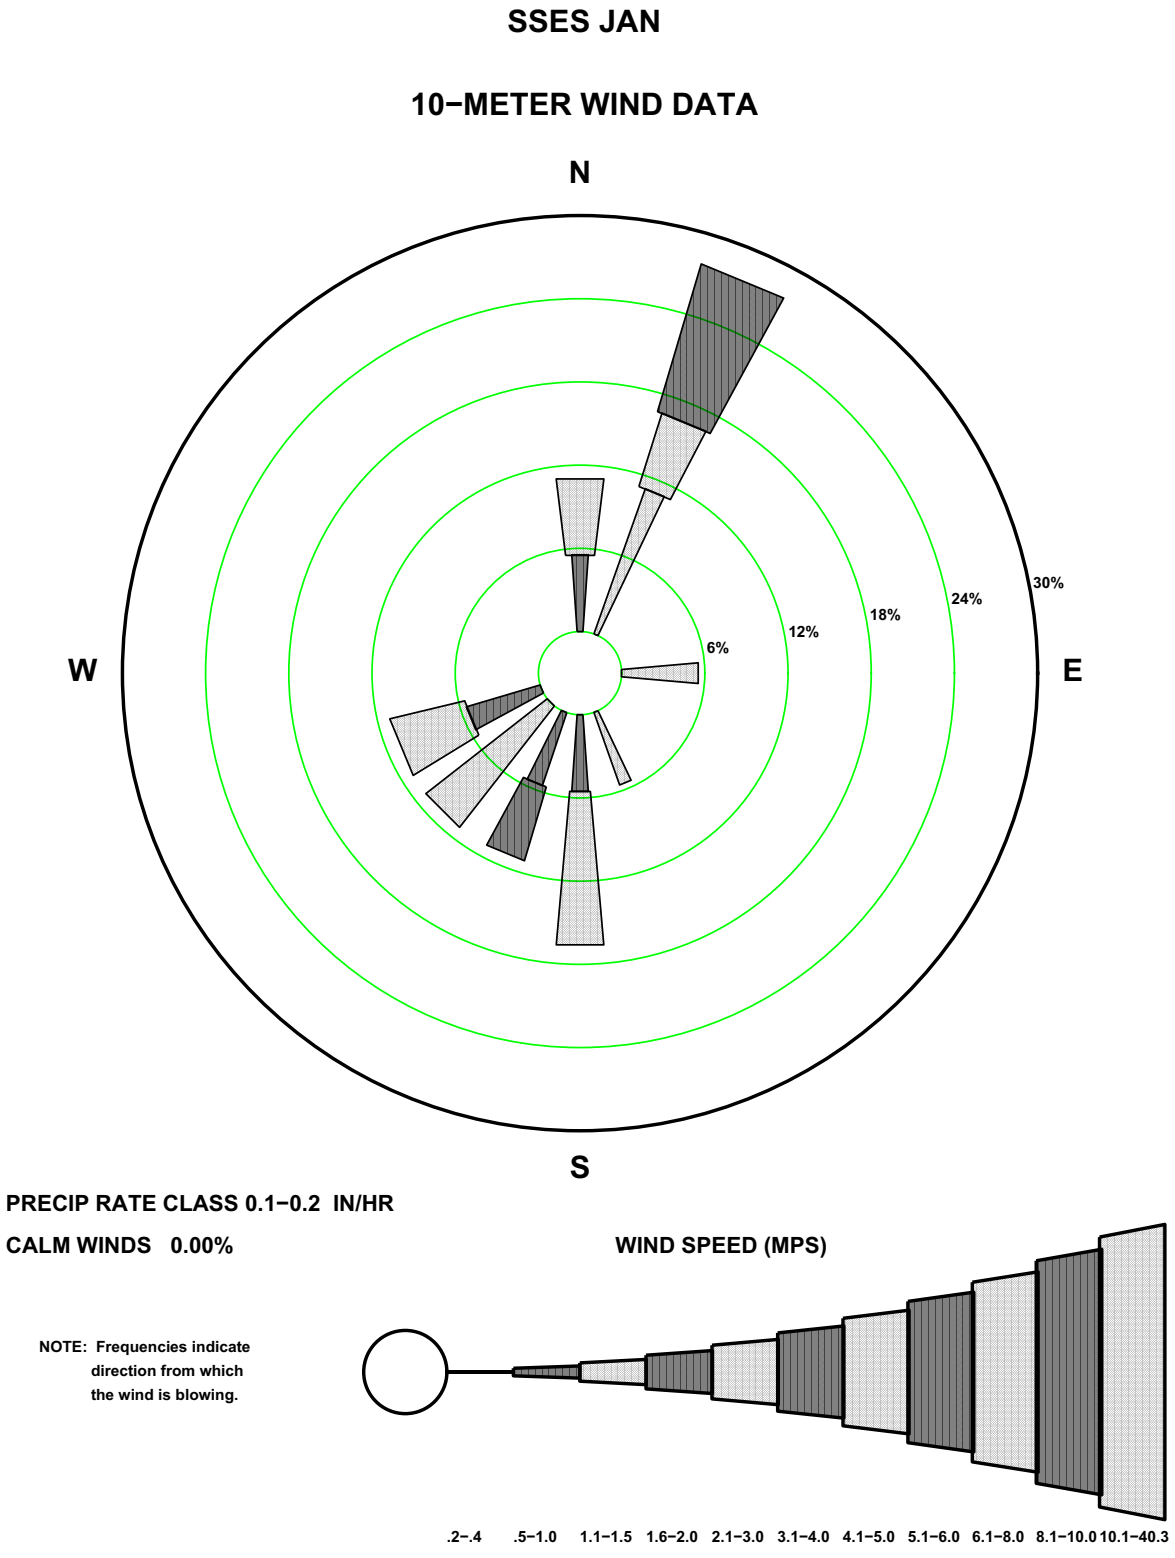 SSES JAN
10−METER WIND DATA
N
30%
24%
18%
12%
6%
W
E
S
PRECIP RATE CLASS 0.1−0.2 IN/HR
CALM WINDS 0.00%
WIND SPEED (MPS)
NOTE: Frequencies indicate
direction from which
the wind is blowing.
.2−.4 .5−1.0 1.1−1.5 1.6−2.0 2.1−3.0 3.1−4.0 4.1−5.0 5.1−6.0 6.1−8.0 8.1−10.0 10.1−40.3